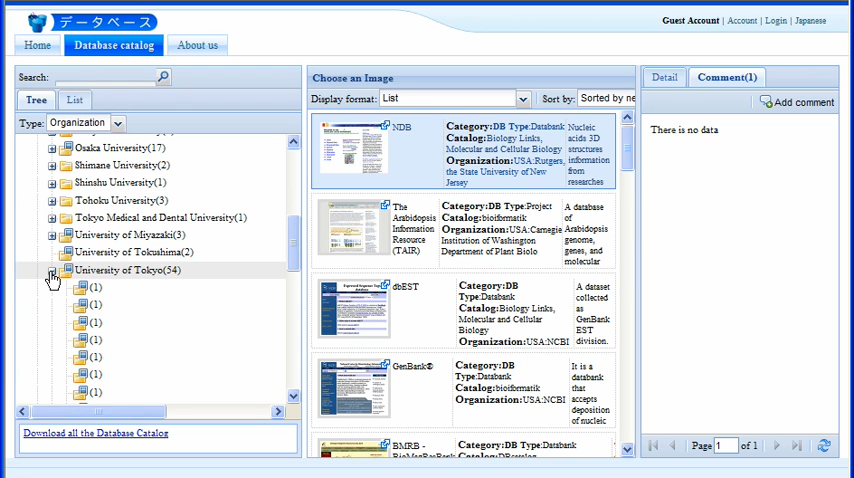 データベース
Guest Account | Account | Login | Japanese
Home
Database catalog
About us
Search:
Tree
List
Type: Organization
Osaka University(17)
Shimane University(2)
Shinshu University(1)
Tohoku University(3)
Tokyo Medical and Dental University(1)
University of Miyazaki(3)
University of Tokushima(2)
University of Tokyo(54)
(1)
(1)
(1)
(1)
(1)
(1)
(1)
Download all the Database Catalog
Choose an Image
Display format: List
Sort by: Sorted by ne
NDB
Category:DB Type:Databank
Catalog:Biology Links,
Molecular and Cellular Biology
Organization:USA:Rutgers,
the State University of New
Jersey
Nucleic
acids 3D
structures
information
from
researches
The
Arabidopsis
Information
Resource
(TAIR)
Category:DB Type:Project
Catalog:bioifbrmatik
Organization:USA:Carnegie
Institution of Washington
Department of Plant Biolo
A database
of
Arabidopsis
genome,
genes, and
molecular
dbEST
Category:DB
Type:Databank
Catalog:Biology Links,
Molecular and Cellular
Biology
Organization:USA:NCBI
A dataset
collected
as
GenBank
EST
division.
GenBank®
Category:DB
Type:Databank
Catalog:bioifbrmatik
Organization:USA:NCBI
It is a
databank
that
accepts
deposition
of nucleic
BMRB -
Category:DB Type:Databank
Detail
Comment(1)
Add comment
There is no data
Page 1 of 1